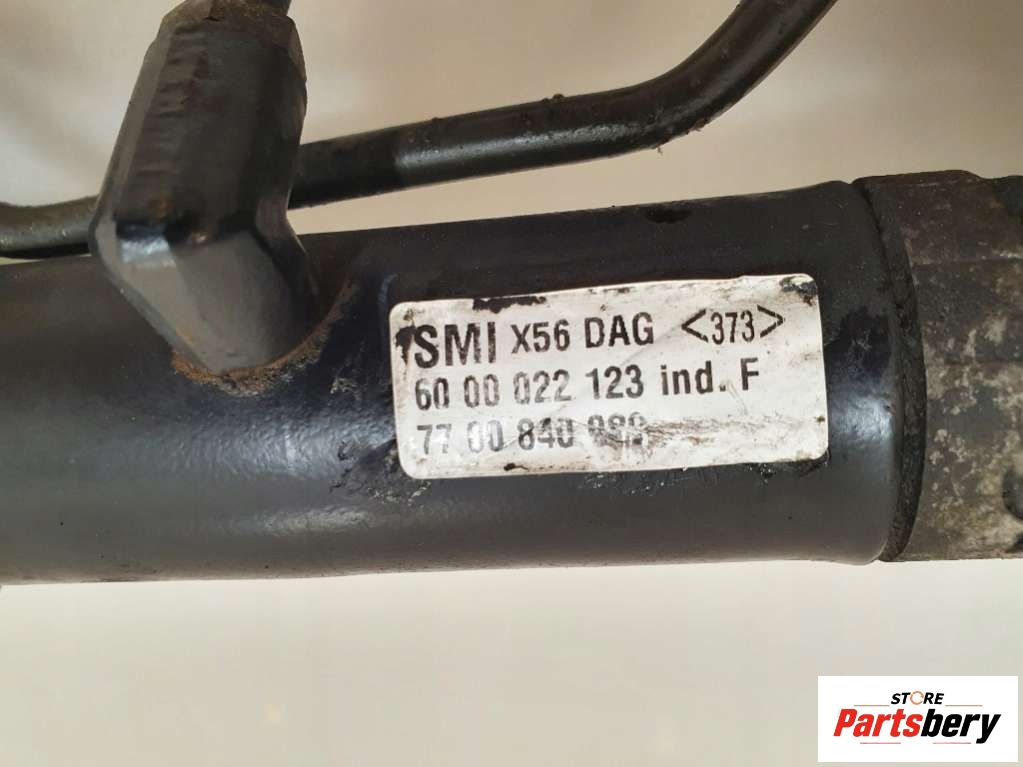 SMI X56 DAG <373>
60 00 022 123 ind. F
77 00 840
STORE
Partsbery